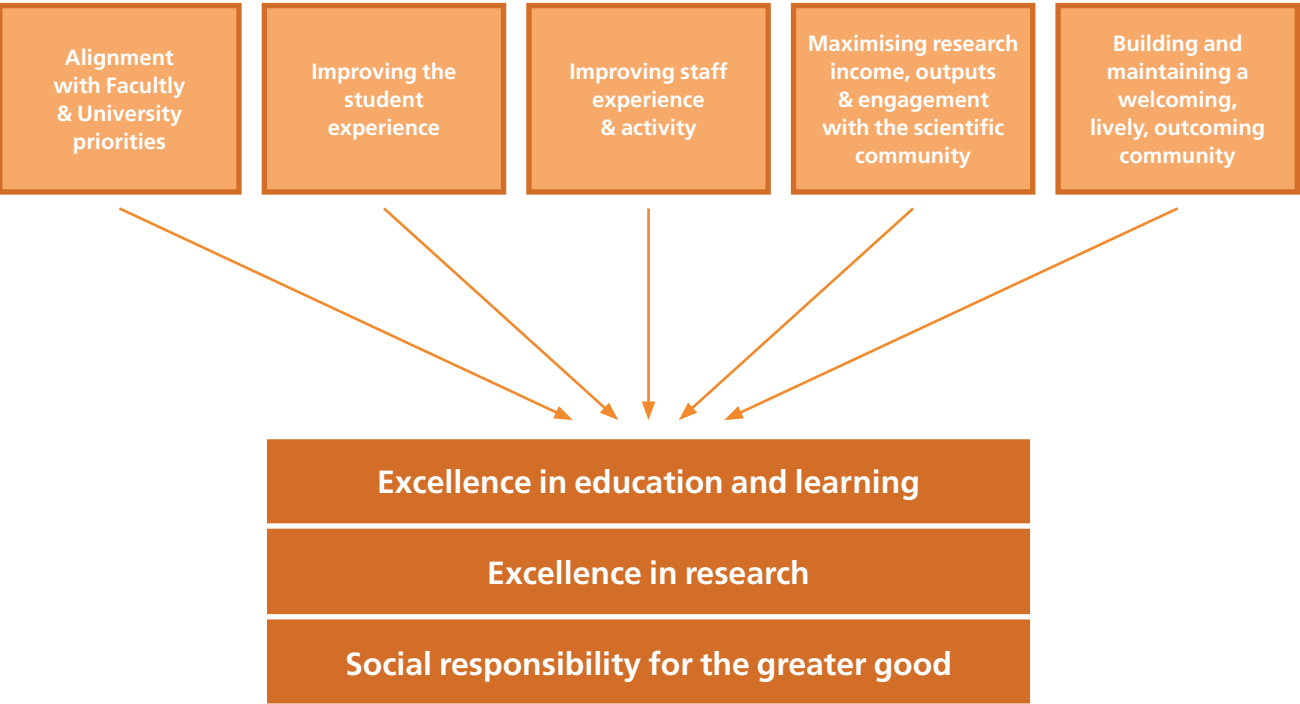 Alignment
with Facultly
& University
priorities
Improving the
student
experience
Improving staff
experience
& activity
Maximising research
income, outputs
& engagement
with the scientific
community
Building and
maintaining a
welcoming,
lively, outcoming
community
Excellence in education and learning
Excellence in research
Social responsibility for the greater good